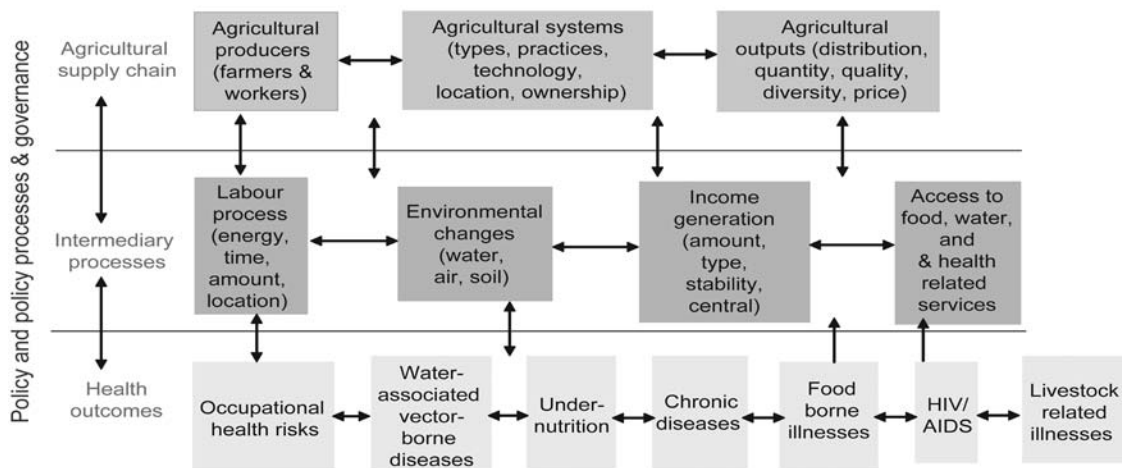 Policy and policy processes & governance
Agricultural
supply chain
Agricultural
producers
(farmers &
workers)
Agricultural systems
(types, practices,
technology,
location, ownership)
Agricultural
outputs (distribution,
quantity, quality,
diversity, price)
Intermediary
processes
Labour
process
(energy,
time,
amount,
location)
Environmental
changes
(water,
air, soil)
Income
generation
(amount,
type,
stability,
central)
Access to
food, water,
and
& health
related
services
Health
outcomes
Occupational
health risks
Water-
associated
vector-
borne
diseases
Under-
nutrition
Chronic
diseases
Food
borne
illnesses
HIV/
AIDS
Livestock
related
illnesses